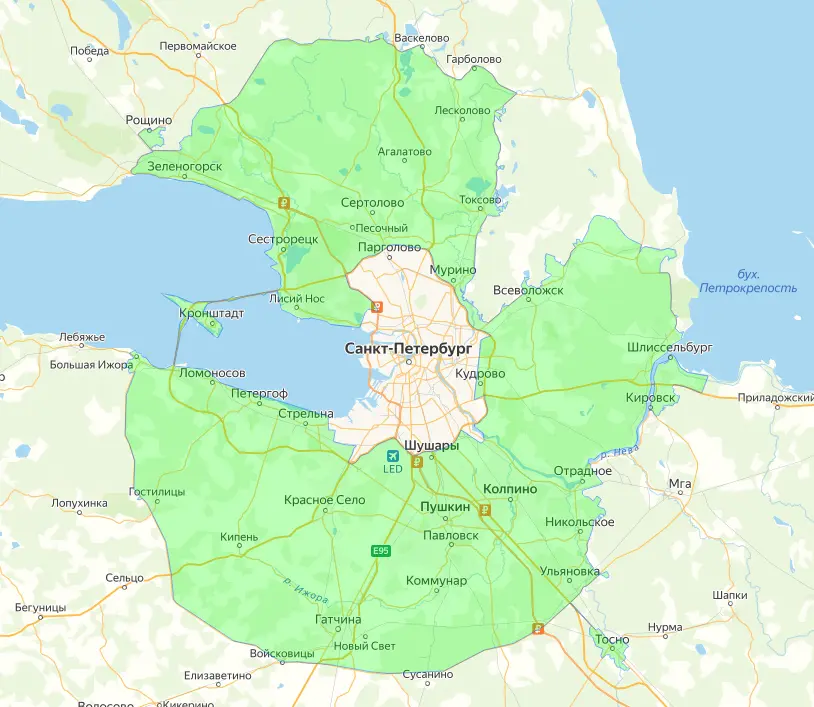 Васкелово
Первомайское
Победа
Гарболово
Лесколово
Рощино
Агалатово
Зеленогорск
Сертолово
Токсово
₽
Песочный
Сестрорецк
Парголово
Мурино
бух.
Петрокрепость
Всеволожск
Лисий Нос
₽
Кронштадт
Лебяжье
Санкт-Петербург
Шлиссельбург
Большая Ижора
Ломоносов
Кудрово
Петергоф
Кировск
Приладожский
Стрельна
Шушары
р. Нева
₽
LED
Отрадное
Мга
Гостилицы
Колпино
Красное Село
Лопухинка
Пушкин
₽
Никольское
Кипень
Павловск
E95
Ульяновка
Сельцо
Коммунар
р. Ижора
Шапки
Бегуницы
Гатчина
₽
Нурма
Тосно
Новый Свет
Войсковицы
Елизаветино
Сусанино
Волосово
Кикерино